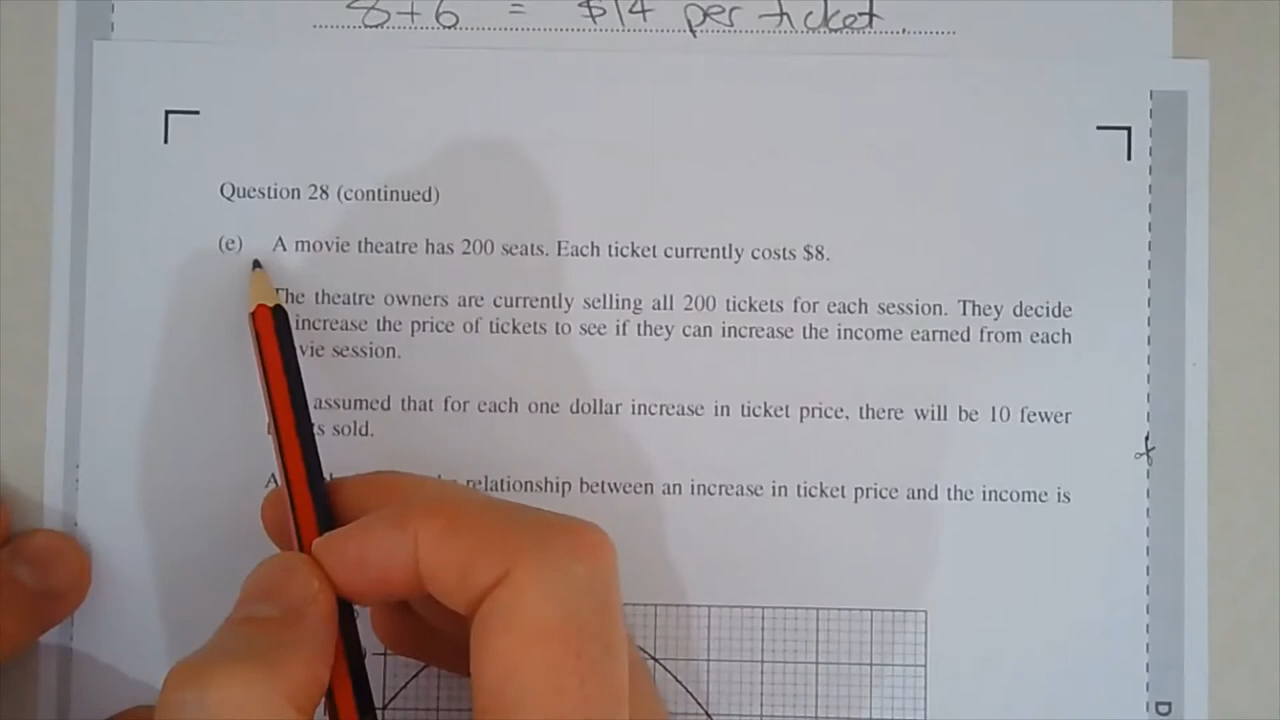 8+6 = $14 per ticket
Question 28 (continued)
(e) A movie theatre has 200 seats. Each ticket currently costs $8.
The theatre owners are currently selling all 200 tickets for each session. They decide
increase the price of tickets to see if they can increase the income earned from each
vie session.
assumed that for each one dollar increase in ticket price, there will be 10 fewer
s sold.
A relationship between an increase in ticket price and the income is
D